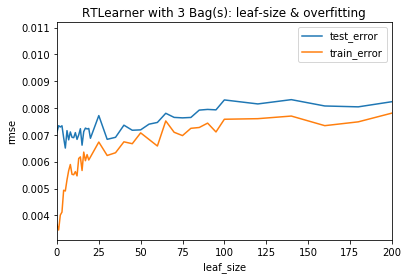 RTLearner with 3 Bag(s): leaf-size & overfitting
0.011
0.010
0.009
0.008
0.007
0.006
0.005
0.004
rmse
test_error
train_error
0 25 50 75 100 125 150 175 200
leaf_size